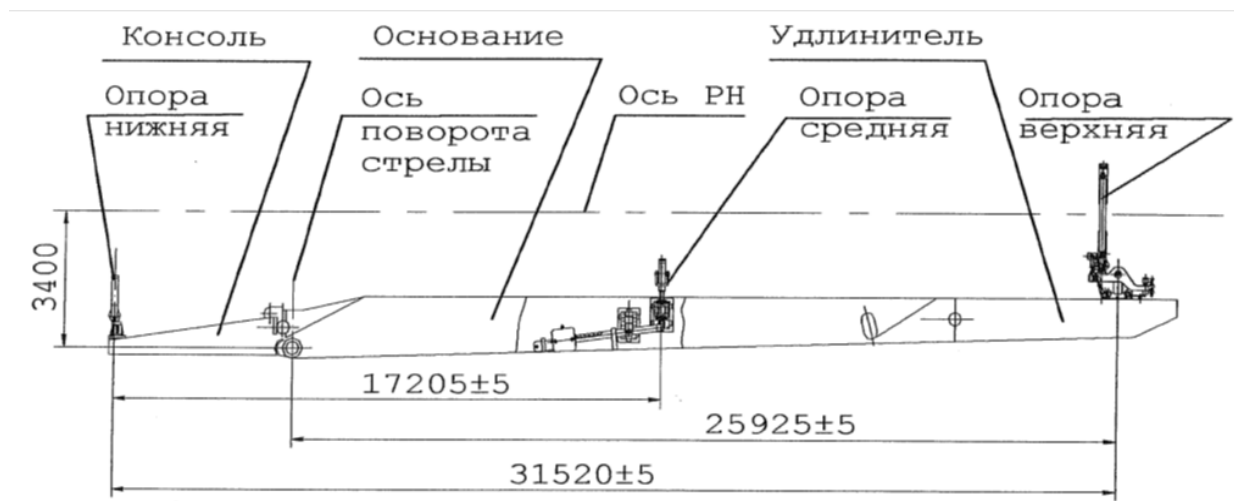 Консоль
Основание
Удлинитель
Опора
нижняя
Ось
поворота
стрелы
Ось РН
Опора
средняя
Опора
верхняя
3400
17205±5
25925±5
31520±5